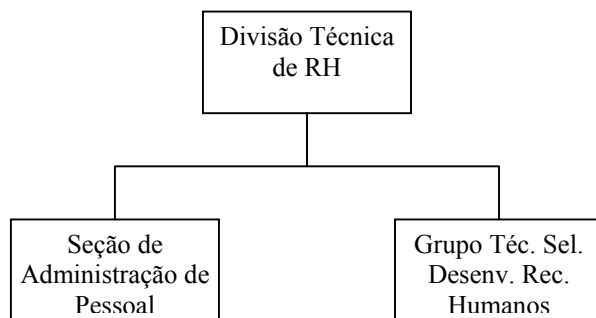 Divisão Técnica
de RH
Seção de
Administração de
Pessoal
Grupo Téc. Sel.
Desenv. Rec.
Humanos